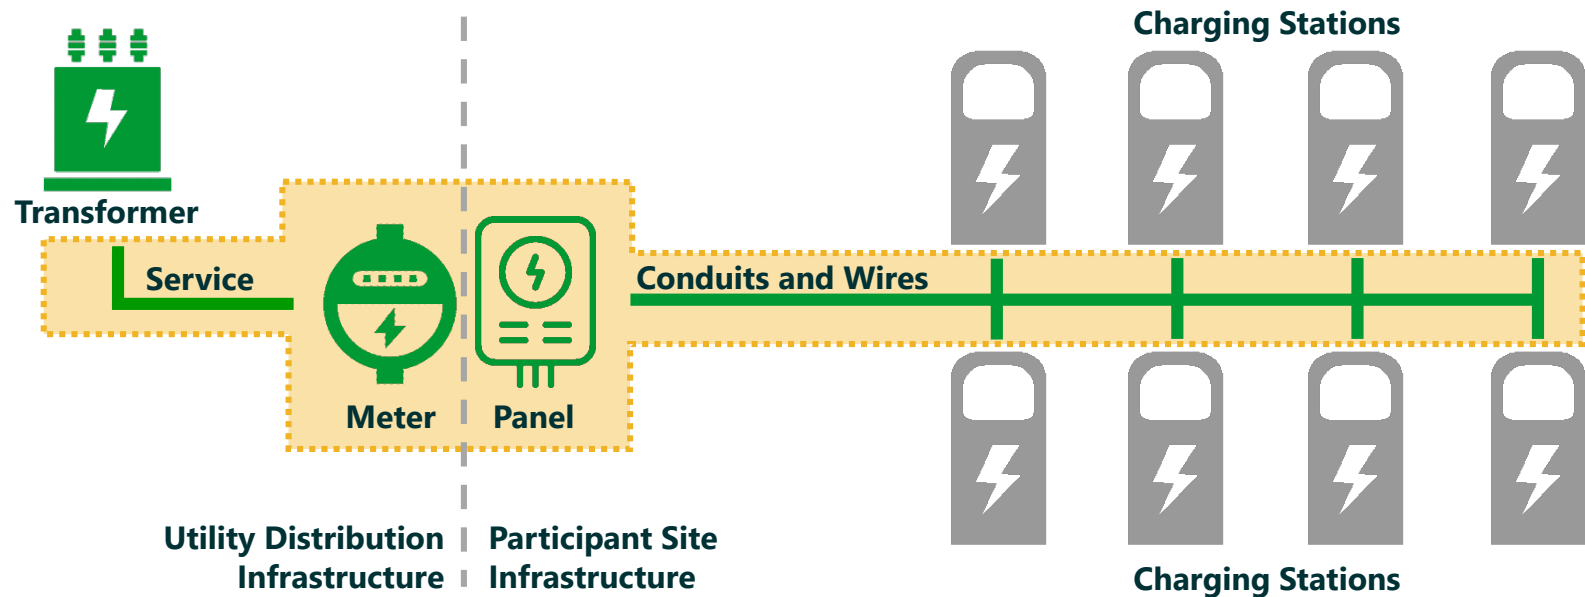 Charging Stations
Transformer
Service
Conduits and Wires
Meter
Panel
Utility Distribution
Infrastructure
Participant Site
Infrastructure
Charging Stations